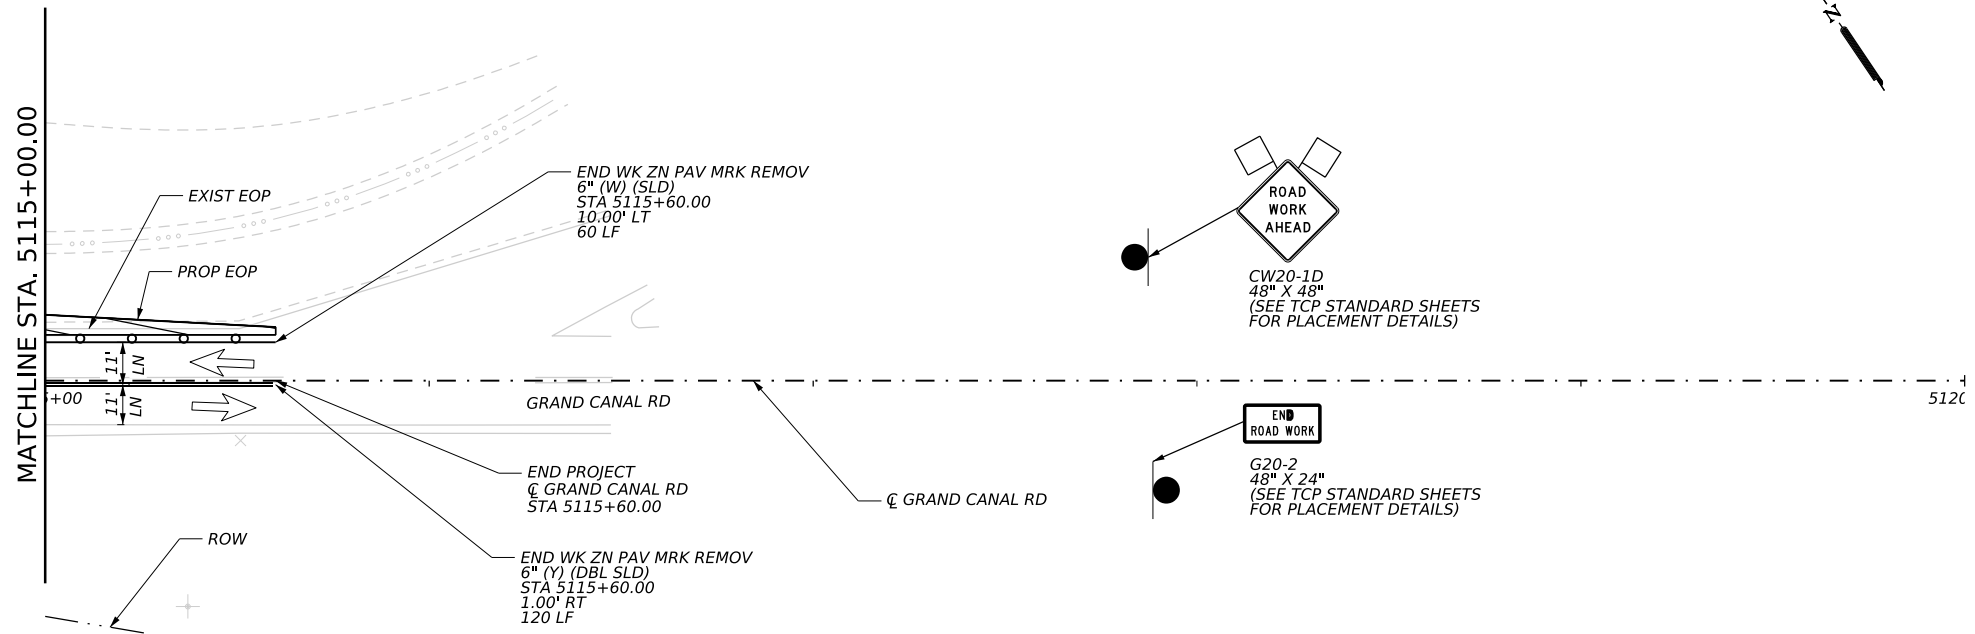 N
MATCHLINE STA. 5115+00.00
EXIST EOP
PROP EOP
END WK ZN PAV MRK REMOV
6" (W) (SLD)
STA 5115+60.00
10.00' LT
60 LF
ROAD
WORK
AHEAD
CW20-1D
48" X 48"
(SEE TCP STANDARD SHEETS
FOR PLACEMENT DETAILS)
11'
LN
11'
LN
+00
GRAND CANAL RD
5120
END
ROAD WORK
G20-2
48" X 24"
(SEE TCP STANDARD SHEETS
FOR PLACEMENT DETAILS)
END PROJECT
℄ GRAND CANAL RD
STA 5115+60.00
℄ GRAND CANAL RD
ROW
END WK ZN PAV MRK REMOV
6" (Y) (DBL SLD)
STA 5115+60.00
1.00' RT
120 LF